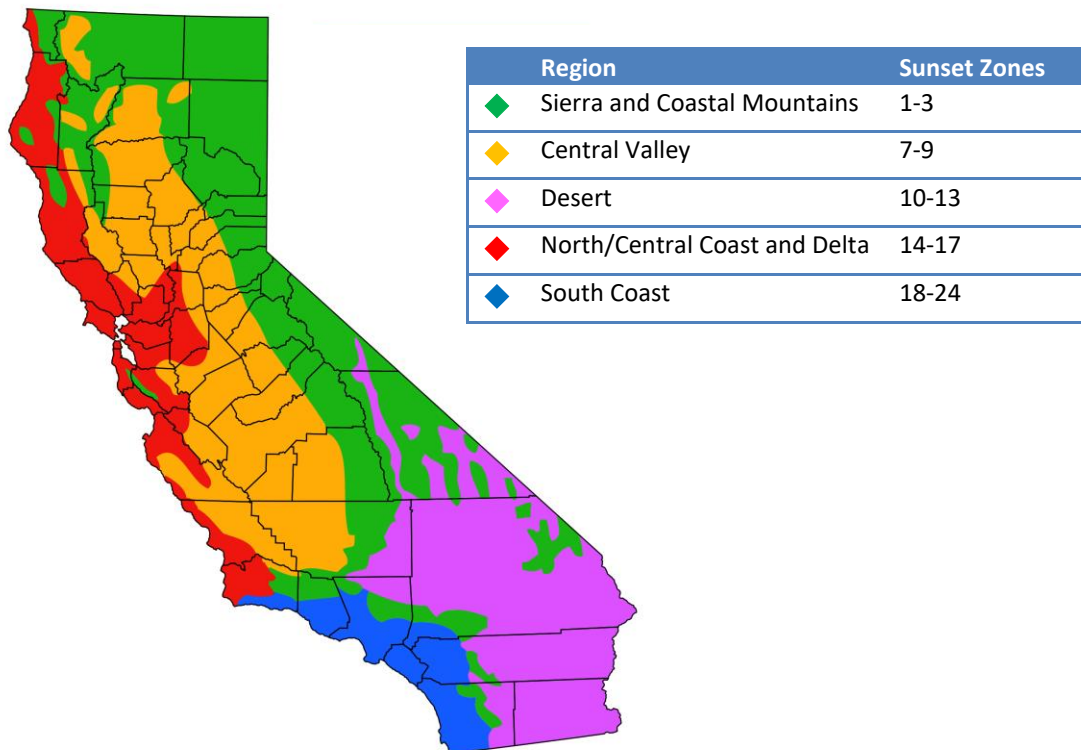 Region Sunset Zones
Sierra and Coastal Mountains 1-3
Central Valley 7-9
Desert 10-13
North/Central Coast and Delta 14-17
South Coast 18-24